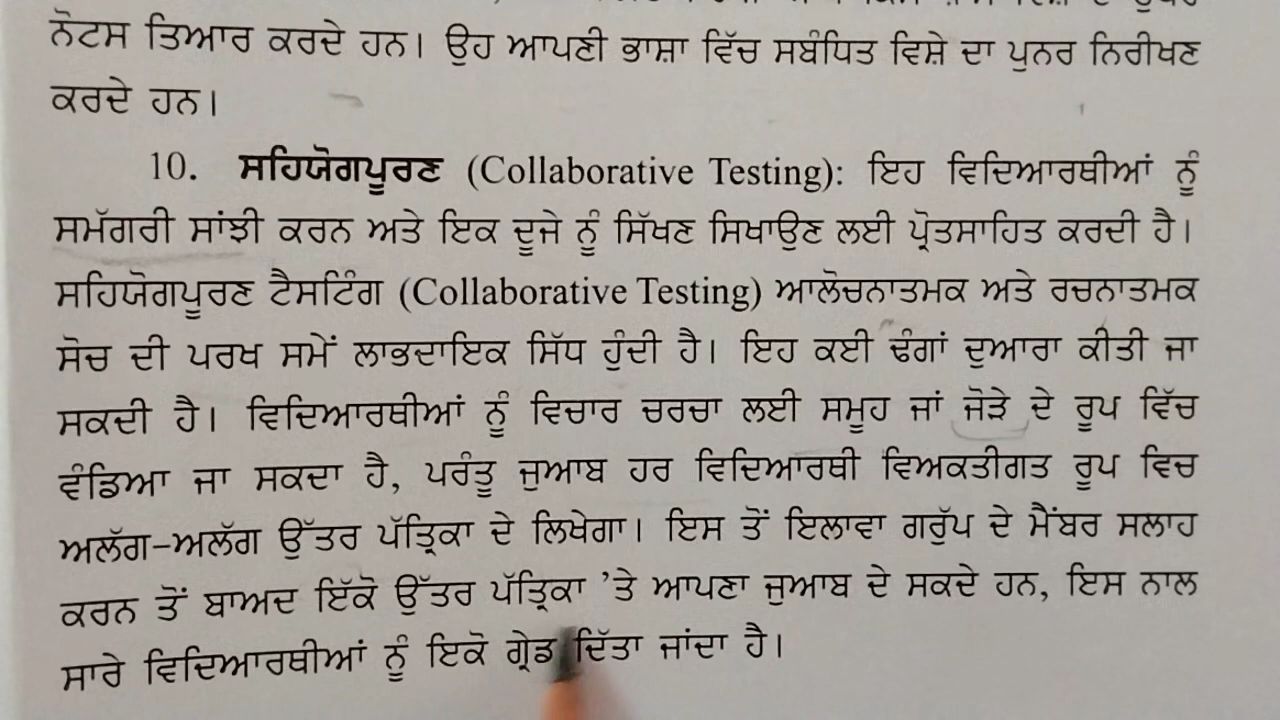 ਨੋਟਸ ਤਿਆਰ ਕਰਦੇ ਹਨ। ਉਹ ਆਪਣੀ ਭਾਸ਼ਾ ਵਿੱਚ ਸਬੰਧਿਤ ਵਿਸ਼ੇ ਦਾ ਪੁਨਰ ਨਿਰੀਖਣ
ਕਰਦੇ ਹਨ।
10. ਸਹਿਯੋਗਪੂਰਣ (Collaborative Testing): ਇਹ ਵਿਦਿਆਰਥੀਆਂ ਨੂੰ
ਸਮੱਗਰੀ ਸਾਂਝੀ ਕਰਨ ਅਤੇ ਇਕ ਦੂਜੇ ਨੂੰ ਸਿੱਖਣ ਸਿਖਾਉਣ ਲਈ ਪ੍ਰੋਤਸਾਹਿਤ ਕਰਦੀ ਹੈ।
ਸਹਿਯੋਗਪੂਰਣ ਟੈਸਟਿੰਗ (Collaborative Testing) ਆਲੋਚਨਾਤਮਕ ਅਤੇ ਰਚਨਾਤਮਕ
ਸੋਚ ਦੀ ਪਰਖ ਸਮੇਂ ਲਾਭਦਾਇਕ ਸਿੱਧ ਹੁੰਦੀ ਹੈ। ਇਹ ਕਈ ਢੰਗਾਂ ਦੁਆਰਾ ਕੀਤੀ ਜਾ
ਸਕਦੀ ਹੈ। ਵਿਦਿਆਰਥੀਆਂ ਨੂੰ ਵਿਚਾਰ ਚਰਚਾ ਲਈ ਸਮੂਹ ਜਾਂ ਜੋੜੇ ਦੇ ਰੂਪ ਵਿੱਚ
ਵੰਡਿਆ ਜਾ ਸਕਦਾ ਹੈ, ਪਰੰਤੂ ਜੁਆਬ ਹਰ ਵਿਦਿਆਰਥੀ ਵਿਅਕਤੀਗਤ ਰੂਪ ਵਿਚ
ਅਲੱਗ-ਅਲੱਗ ਉੱਤਰ ਪੱਤ੍ਰਿਕਾ ਦੇ ਲਿਖੇਗਾ। ਇਸ ਤੋਂ ਇਲਾਵਾ ਗਰੁੱਪ ਦੇ ਮੈਂਬਰ ਸਲਾਹ
ਕਰਨ ਤੋਂ ਬਾਅਦ ਇੱਕੋ ਉੱਤਰ ਪੱਤ੍ਰਿਕਾ ’ਤੇ ਆਪਣਾ ਜੁਆਬ ਦੇ ਸਕਦੇ ਹਨ, ਇਸ ਨਾਲ
ਸਾਰੇ ਵਿਦਿਆਰਥੀਆਂ ਨੂੰ ਇਕੋ ਗ੍ਰੇਡ ਦਿੱਤਾ ਜਾਂਦਾ ਹੈ।